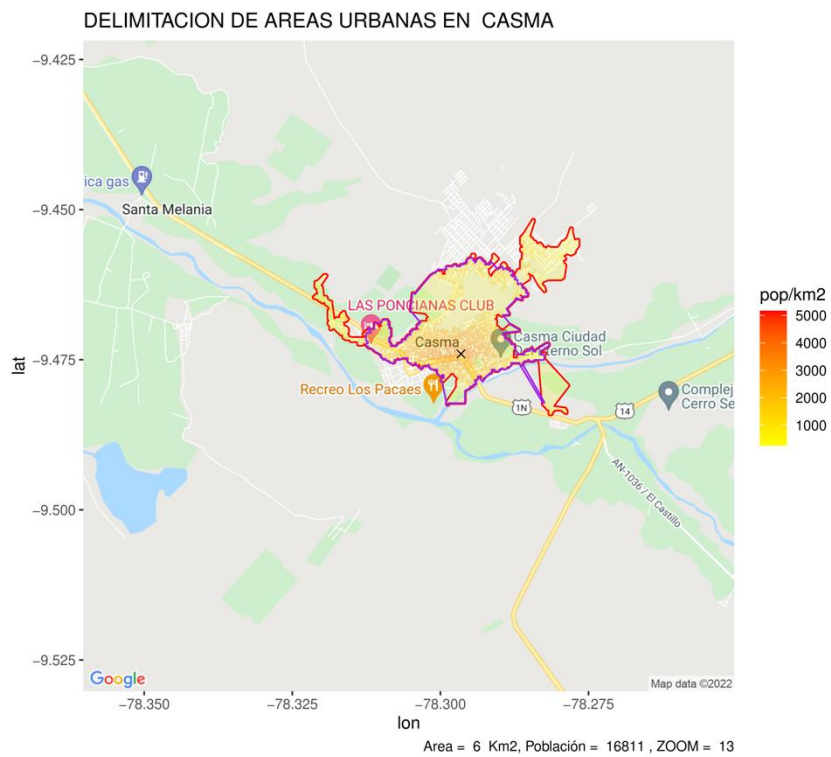 DELIMITACION DE AREAS URBANAS EN  CASMA
−9.425
−9.450
−9.475
−9.500
−9.525
lat
ica gas
Santa Melania
LAS PONCIANAS CLUB
Casma
Casma Ciudad
terno Sol
Recreo Los Pacaes
1N
14
Complej
Cerro Se
AN-1036 / El Castillo
Google
Map data ©2022
−78.350
−78.325
−78.300
−78.275
lon
pop/km2
5000
4000
3000
2000
1000
Area =  6  Km2, Población =  16811 , ZOOM =  13